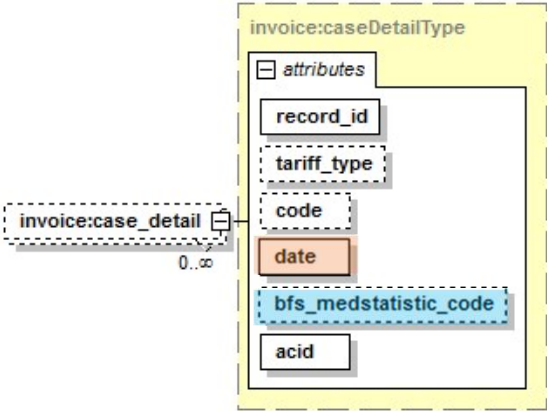 invoice:caseDetailType
attributes
record_id
tariff_type
code
invoice:case_detail
0..∞
date
bfs_medstatistic_code
acid